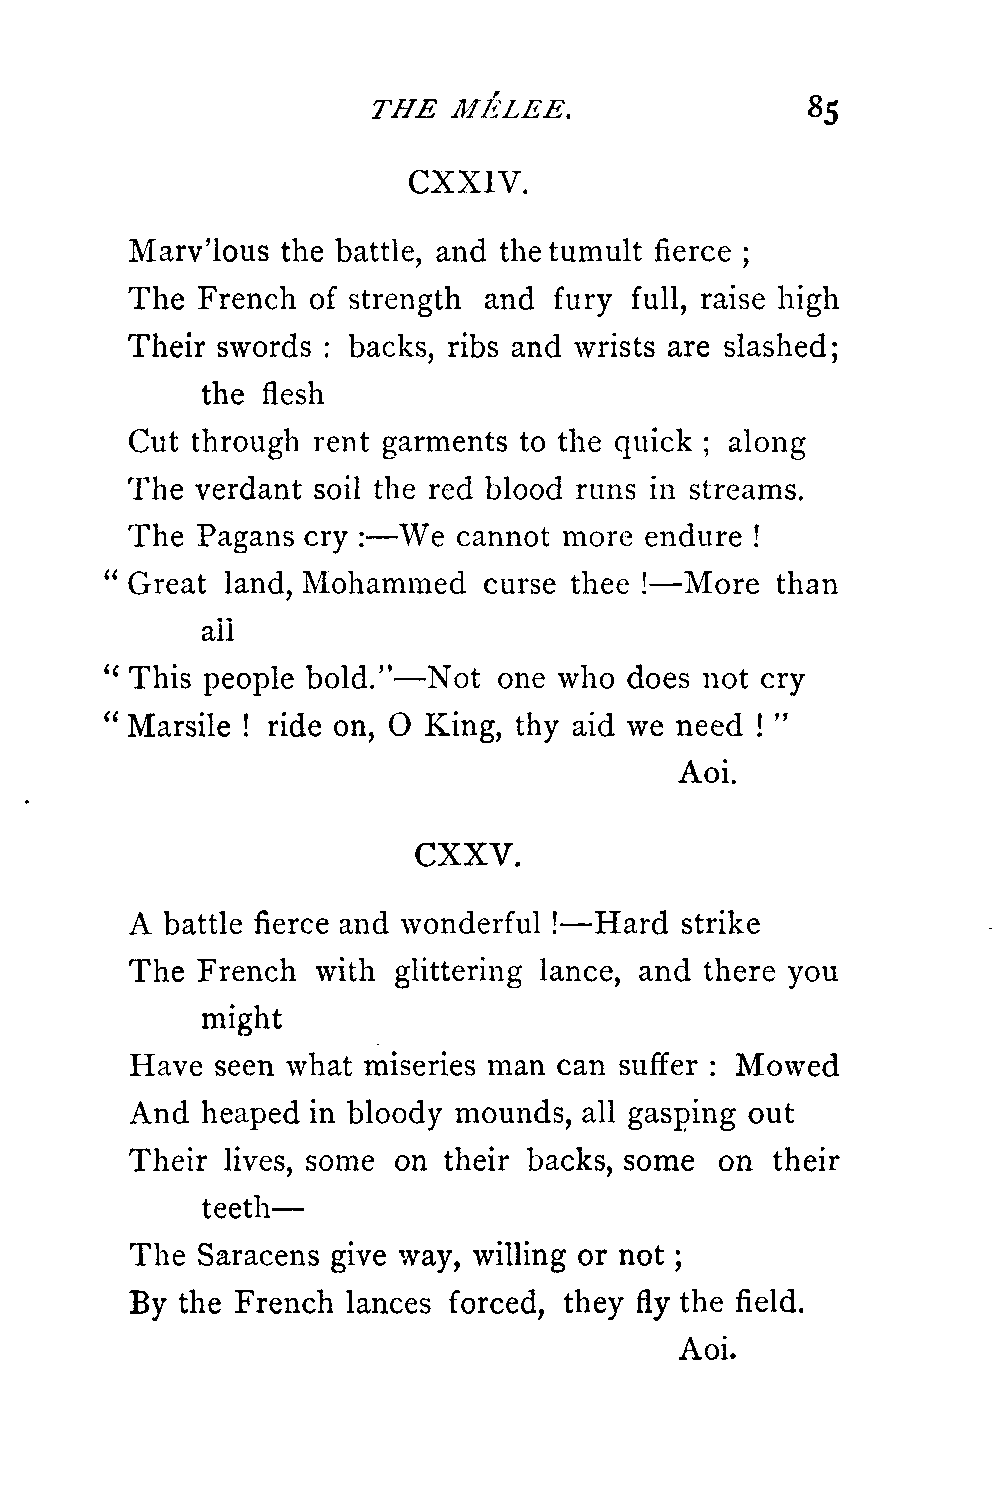 THE MÉLEE. 85
CXXIV.
Marv'lous the battle, and the tumult fierce ;
The French of strength and fury full, raise high
Their swords : backs, ribs and wrists are slashed;
the flesh
Cut through rent garments to the quick ; along
The verdant soil the red blood runs in streams.
The Pagans cry :—We cannot more endure !
“ Great land, Mohammed curse thee !—More than
all
“ This people bold.”—Not one who does not cry
“ Marsile ! ride on, O King, thy aid we need ! ”
Aoi.
CXXV.
A battle fierce and wonderful !—Hard strike
The French with glittering lance, and there you
might
Have seen what miseries man can suffer : Mowed
And heaped in bloody mounds, all gasping out
Their lives, some on their backs, some on their
teeth—
The Saracens give way, willing or not ;
By the French lances forced, they fly the field.
Aoi.